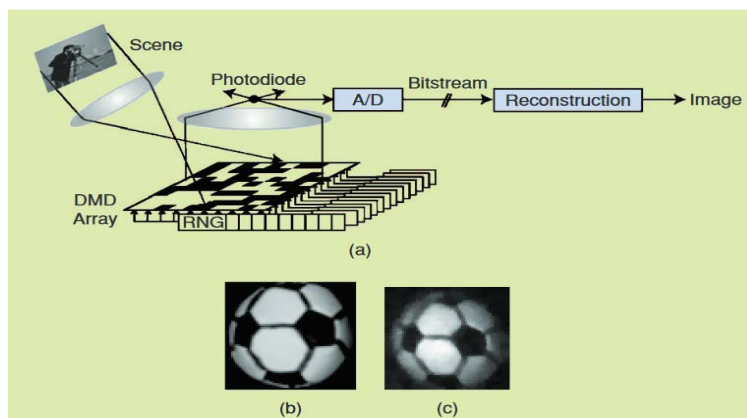 Scene
Photodiode
A/D
Bitstream
Reconstruction
Image
DMD
Array
RNG
(a)
(b)
(c)